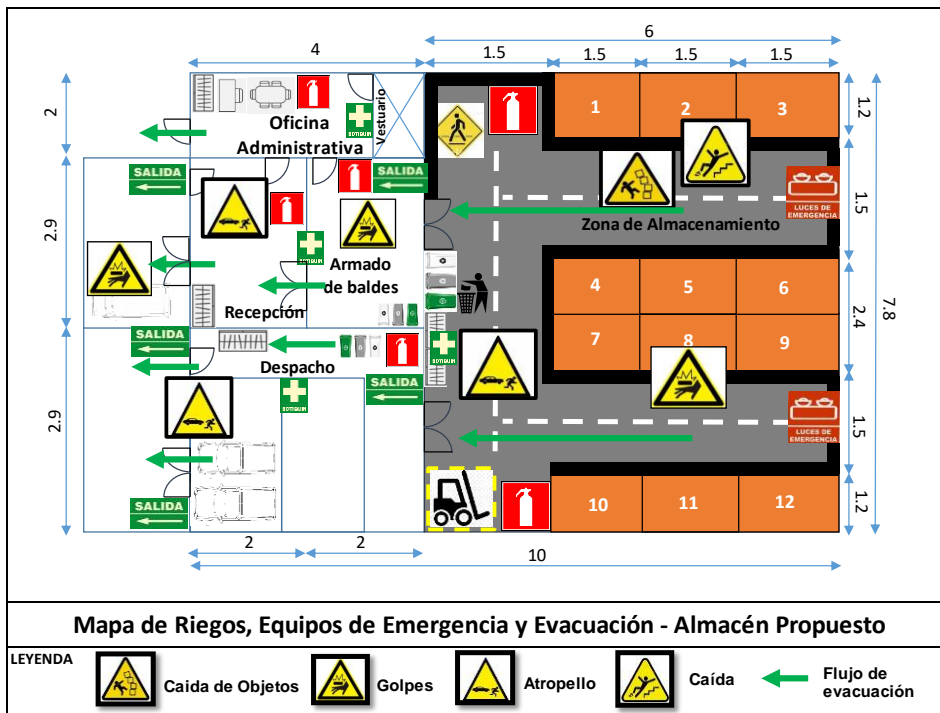 6
4
1.5
1.5
1.5
1.5
2
Oficina
Administrativa
BOTIQUIN
Vestuario
1
2
3
1.2
SALIDA
SALIDA
LUCES DE
EMERGENCIA
1.5
Zona de Almacenamiento
2.9
Armado
de baldes
Recepción
4
5
6
7
8
9
2.4
7.8
SALIDA
Despacho
BOTIQUIN
BOTIQUIN
SALIDA
LUCES DE
EMERGENCIA
1.5
2.9
SALIDA
10
11
12
1.2
2
2
10
Mapa de Riegos, Equipos de Emergencia y Evacuación - Almacén Propuesto
LEYENDA
Caida de Objetos
Golpes
Atropello
Caída
Flujo de
evacuación